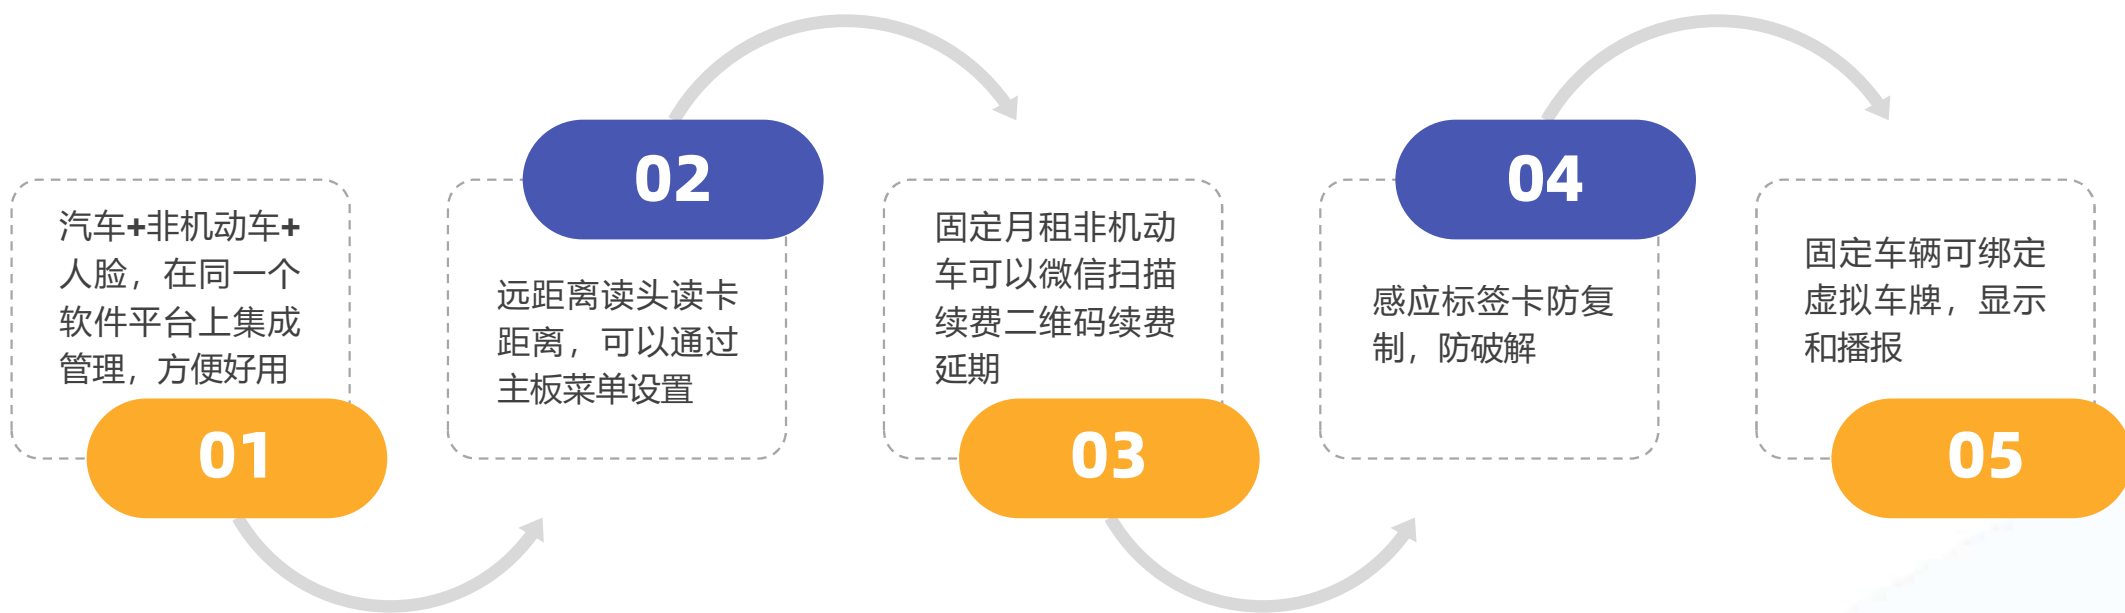 汽车+非机动车+
人脸，在同一个
软件平台上集成
管理，方便好用
01
02
远距离读头读卡
距离，可以通过
主板菜单设置
固定月租非机动
车可以微信扫描
续费二维码续费
延期
03
04
感应标签卡防复
制，防破解
固定车辆可绑定
虚拟车牌，显示
和播报
05